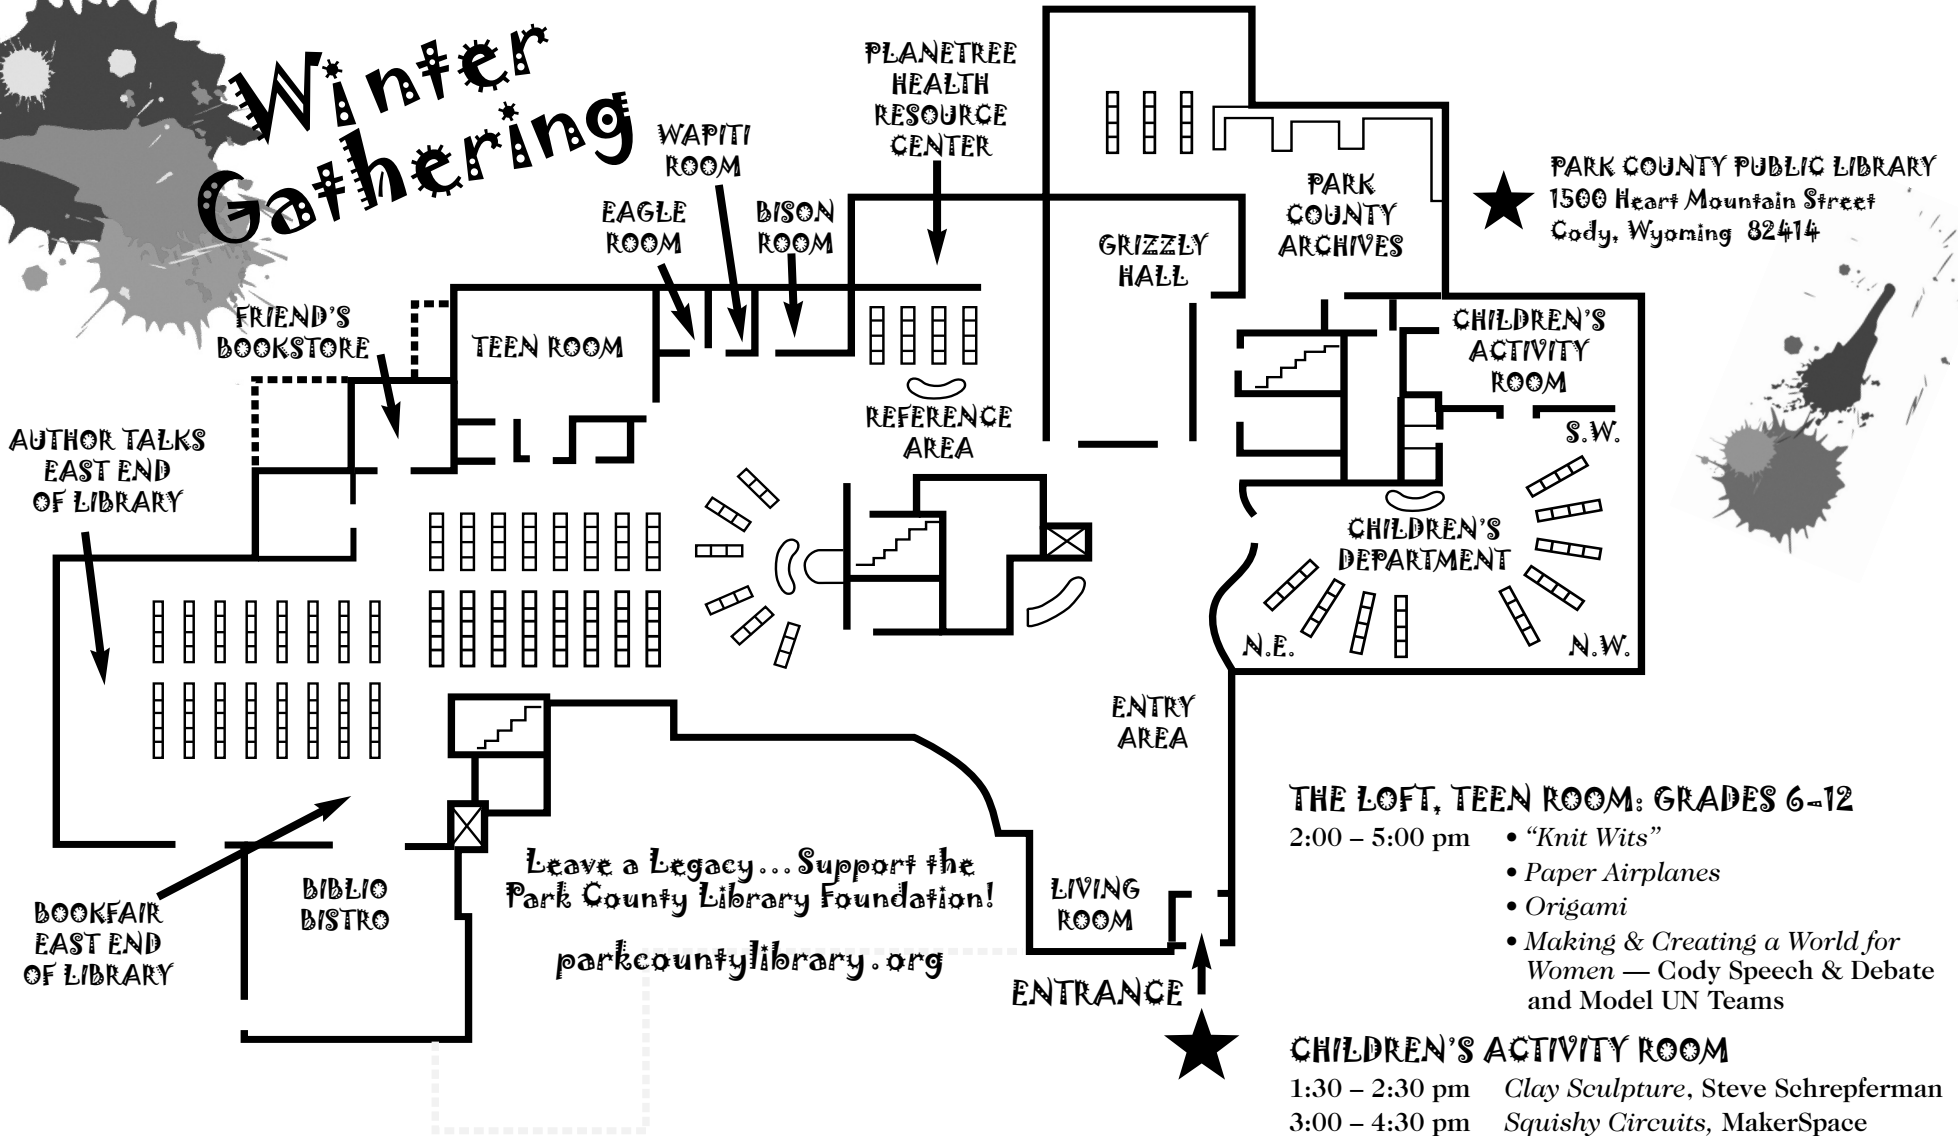 Winter
Gathering
PLANETREE
HEALTH
RESOURCE
CENTER
WAPITI
ROOM
EAGLE
ROOM
BISON
ROOM
PARK
COUNTY
ARCHIVES
PARK COUNTY PUBLIC LIBRARY
1500 Heart Mountain Street
Cody, Wyoming 82414
GRIZZLY
HALL
FRIEND'S
BOOKSTORE
TEEN ROOM
CHILDREN'S
ACTIVITY
ROOM
REFERENCE
AREA
S.W.
AUTHOR TALKS
EAST END
OF LIBRARY
CHILDREN'S
DEPARTMENT
N.E.
N.W.
ENTRY
AREA
BOOKFAIR
EAST END
OF LIBRARY
BIBLIO
BISTRO
Leave a Legacy...Support the
Park County Library Foundation!
parkcountylibrary.org
LIVING
ROOM
ENTRANCE
THE LOFT, TEEN ROOM: GRADES 6-12
2:00 – 5:00 pm • “Knit Wits”
• Paper Airplanes
• Origami
• Making & Creating a World for
Women — Cody Speech & Debate
and Model UN Teams
CHILDREN'S ACTIVITY ROOM
1:30 – 2:30 pm Clay Sculpture, Steve Schrepferman
3:00 – 4:30 pm Squishy Circuits, MakerSpace